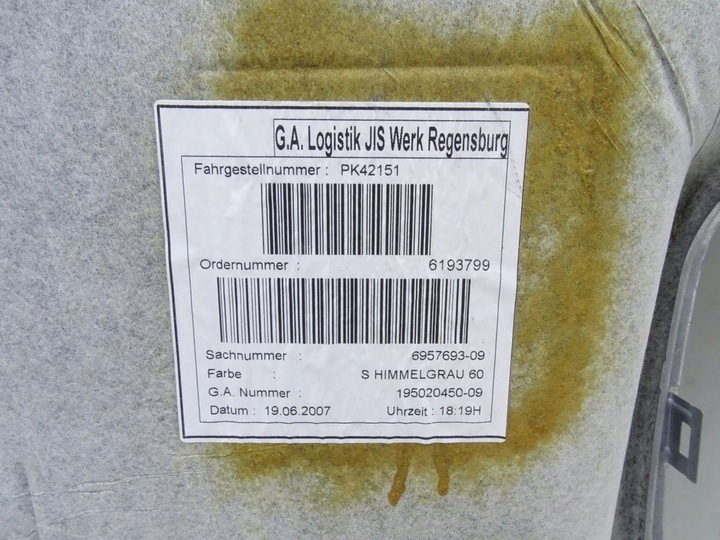 G.A. Logistik JIS Werk Regensburg
Fahrgestellnummer : PK42151
Ordernummer : 6193799
Sachnummer : 6957693-09
Farbe : S HIMMELGRAU 60
G.A. Nummer : 195020450-09
Datum : 19.06.2007 Uhrzeit : 18:19H